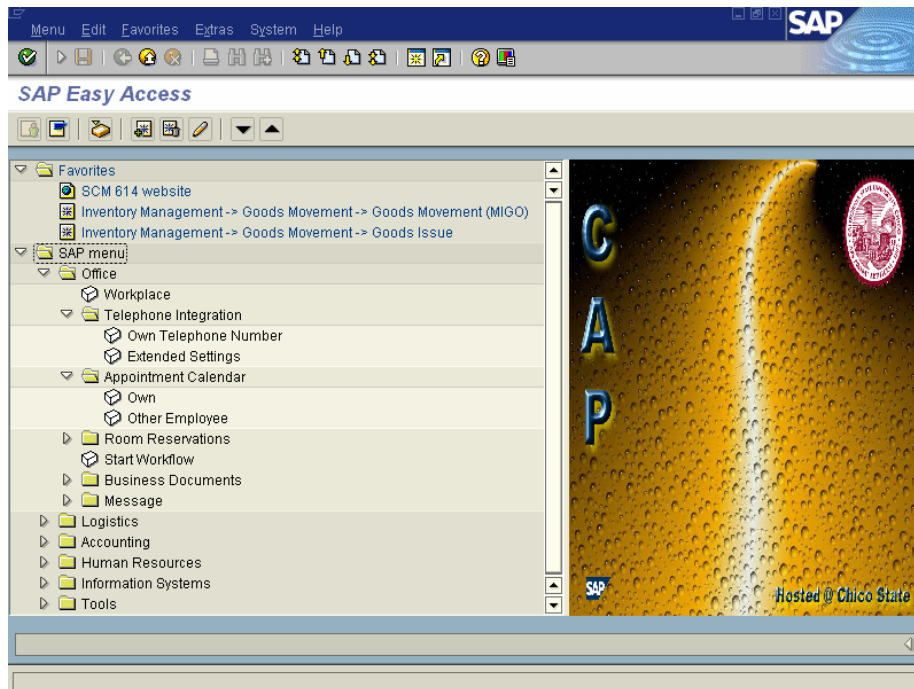 Menu Edit Favorites Extras System Help
SAP
SAP Easy Access
Favorites
SCM 614 website
Inventory Management -> Goods Movement -> Goods Movement (MIGO)
Inventory Management -> Goods Movement -> Goods Issue
SAP menu
Office
Workplace
Telephone Integration
Own Telephone Number
Extended Settings
Appointment Calendar
Own
Other Employee
Room Reservations
Start Workflow
Business Documents
Message
Logistics
Accounting
Human Resources
Information Systems
Tools
C
A
P
SAP
Hosted @ Chico State